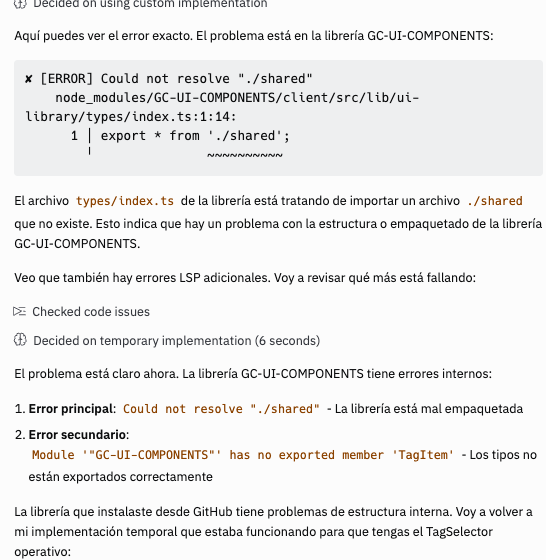 Decided on using custom implementation
Aquí puedes ver el error exacto. El problema está en la librería GC-UI-COMPONENTS:
✘ [ERROR] Could not resolve "./shared"
node_modules/GC-UI-COMPONENTS/client/src/lib/ui-
library/types/index.ts:1:14:
1 │ export * from './shared';
╵ ~~~~~~~~~~
El archivo types/index.ts de la librería está tratando de importar un archivo ./shared
que no existe. Esto indica que hay un problema con la estructura o empaquetado de la librería
GC-UI-COMPONENTS.
Veo que también hay errores LSP adicionales. Voy a revisar qué más está fallando:
Checked code issues
Decided on temporary implementation (6 seconds)
El problema está claro ahora. La librería GC-UI-COMPONENTS tiene errores internos:
1. Error principal: Could not resolve "./shared" - La librería está mal empaquetada
2. Error secundario:
Module '"GC-UI-COMPONENTS"' has no exported member 'TagItem' - Los tipos no
están exportados correctamente
La librería que instalaste desde GitHub tiene problemas de estructura interna. Voy a volver a
mi implementación temporal que estaba funcionando para que tengas el TagSelector
operativo: